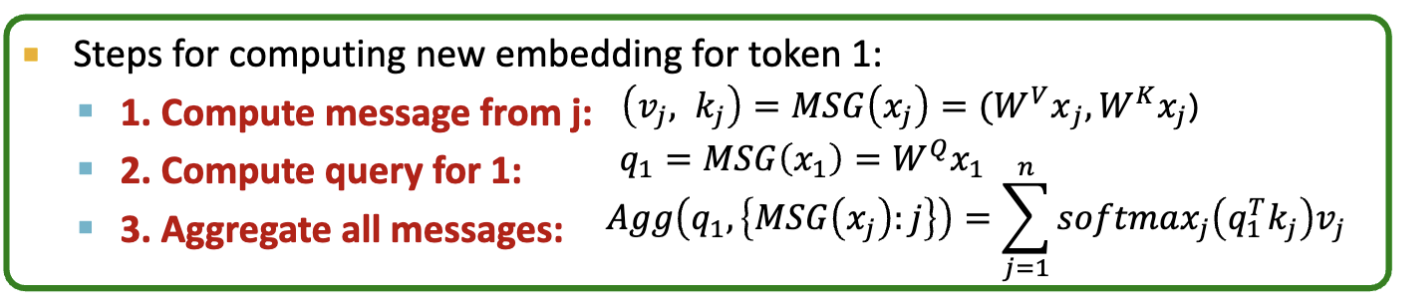 Steps for computing new embedding for token 1:
1. Compute message from j: (v_j, k_j) = MSG(x_j) = (W^V x_j, W^K x_j)
2. Compute query for 1: q_1 = MSG(x_1) = W^Q x_1
3. Aggregate all messages: Agg(q_1, {MSG(x_j): j}) = ∑_{j=1}^{n} softmax_j(q_1^T k_j)v_j